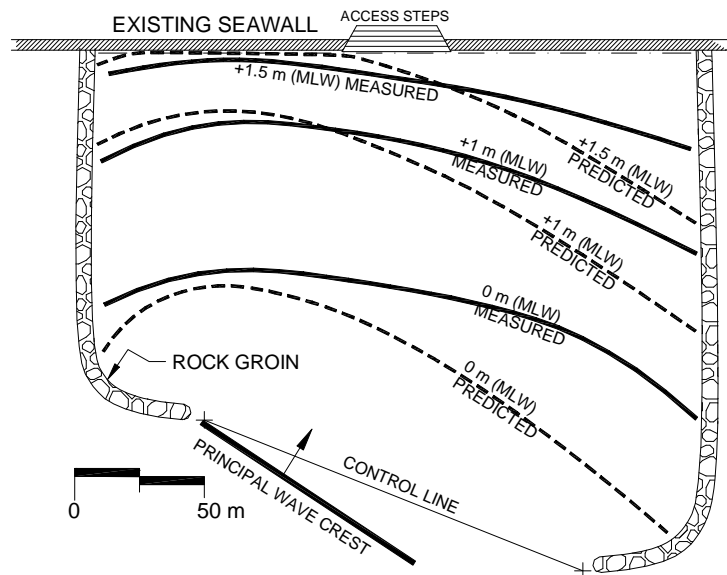 EXISTING SEAWALL
ACCESS STEPS
+1.5 m (MLW) MEASURED
+1.5 m (MLW)
PREDICTED
+1 m (MLW)
MEASURED
+1 m (MLW)
PREDICTED
0 m (MLW)
MEASURED
0 m (MLW)
PREDICTED
ROCK GROIN
CONTROL LINE
PRINCIPAL WAVE CREST
0 50 m